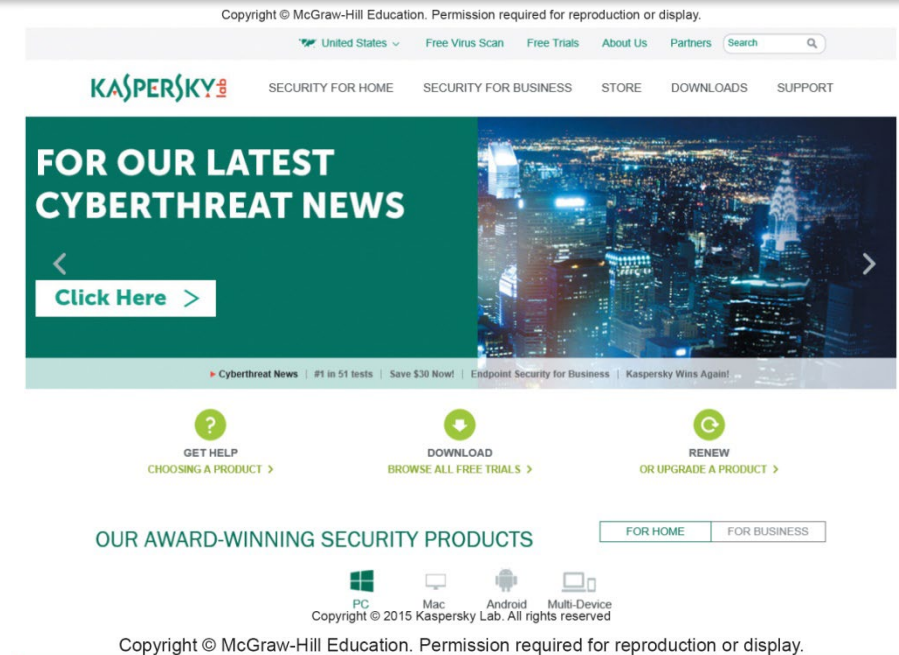 Copyright © McGraw-Hill Education. Permission required for reproduction or display.
United States Free Virus Scan Free Trials About Us Partners Search
KASPERSKY lab SECURITY FOR HOME SECURITY FOR BUSINESS STORE DOWNLOADS SUPPORT
FOR OUR LATEST
CYBERTHREAT NEWS
Click Here >
Cyberthreat News | #1 in 51 tests | Save $30 Now! | Endpoint Security for Business | Kaspersky Wins Again!
GET HELP DOWNLOAD RENEW
CHOOSING A PRODUCT > BROWSE ALL FREE TRIALS > OR UPGRADE A PRODUCT >
OUR AWARD-WINNING SECURITY PRODUCTS FOR HOME FOR BUSINESS
PC Mac Android Multi-Device
Copyright © 2015 Kaspersky Lab. All rights reserved
Copyright © McGraw-Hill Education. Permission required for reproduction or display.